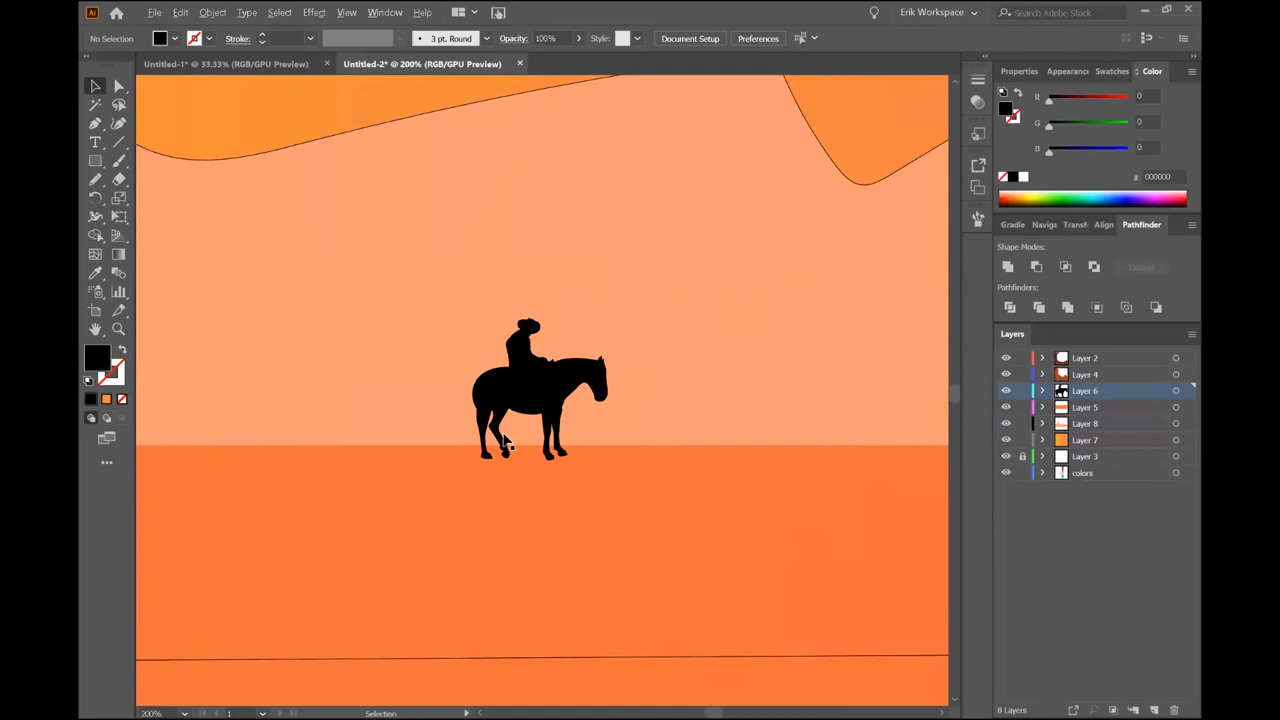 Ai File Edit Object Type Select Effect View Window Help Erik Workspace Search Adobe Stock
No Selection Stroke: 3 pt. Round Opacity: 100% Style: Document Setup Preferences
Untitled-1* @ 33.33% (RGB/GPU Preview) Untitled-2* @ 200% (RGB/GPU Preview)
Properties Appearance Swatches Color
R 0
G 0
B 0
# 000000
Gradie Naviga Transf Align Pathfinder
Shape Modes:
Pathfinders:
Layers
Layer 2
Layer 4
Layer 6
Layer 5
Layer 8
Layer 7
Layer 3
colors
200% 1 Selection 8 Layers